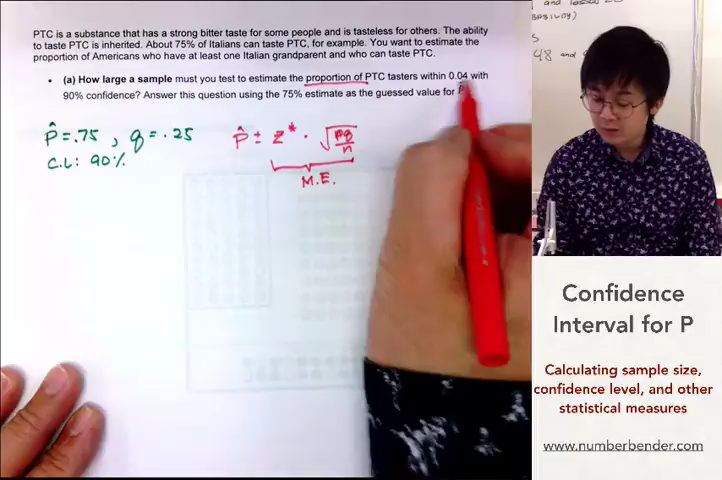 PTC is a substance that has a strong bitter taste for some people and is tasteless for others. The ability
to taste PTC is inherited. About 75% of Italians can taste PTC, for example. You want to estimate the
proportion of Americans who have at least one Italian grandparent and who can taste PTC.
• (a) How large a sample must you test to estimate the proportion of PTC tasters within 0.04 with
90% confidence? Answer this question using the 75% estimate as the guessed value for
p̂ = .75 , q = .25
C.L: 90%
p̂ ± z* · √(pq/n)
M.E.
48 and
Confidence
Interval for P
Calculating sample size,
confidence level, and other
statistical measures
www.numberbender.com